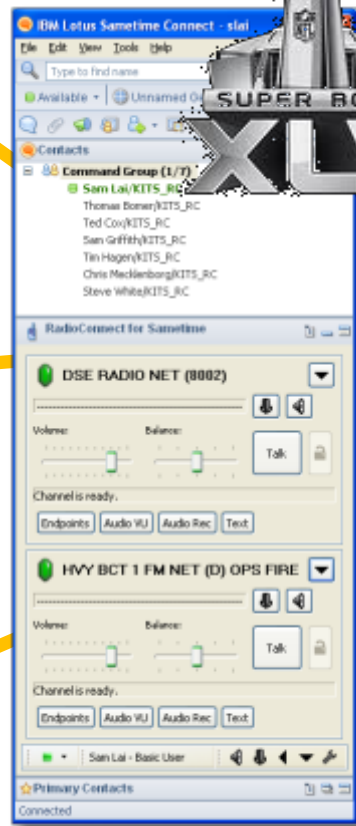 IBM Lotus Sametime Connect - slai
File Edit View Tools Help
Type to find name
Available
Unnamed
SUPER BO
XLV
Contacts
Command Group (1/7)
Sam Lai/KITS_RC
Thomas Bomer/KITS_RC
Ted Cox/KITS_RC
Sam Griffith/KITS_RC
Tim Hagen/KITS_RC
Chris Mecklenborg/KITS_RC
Steve White/KITS_RC
RadioConnect for Sametime
DSE RADIO NET (8002)
Volume: Balance:
Talk
Channel is ready.
Endpoints Audio VU Audio Rec Text
HVY BCT 1 FM NET (D) OPS FIRE
Volume: Balance:
Talk
Channel is ready.
Endpoints Audio VU Audio Rec Text
Sam Lai - Basic User
Primary Contacts
Connected